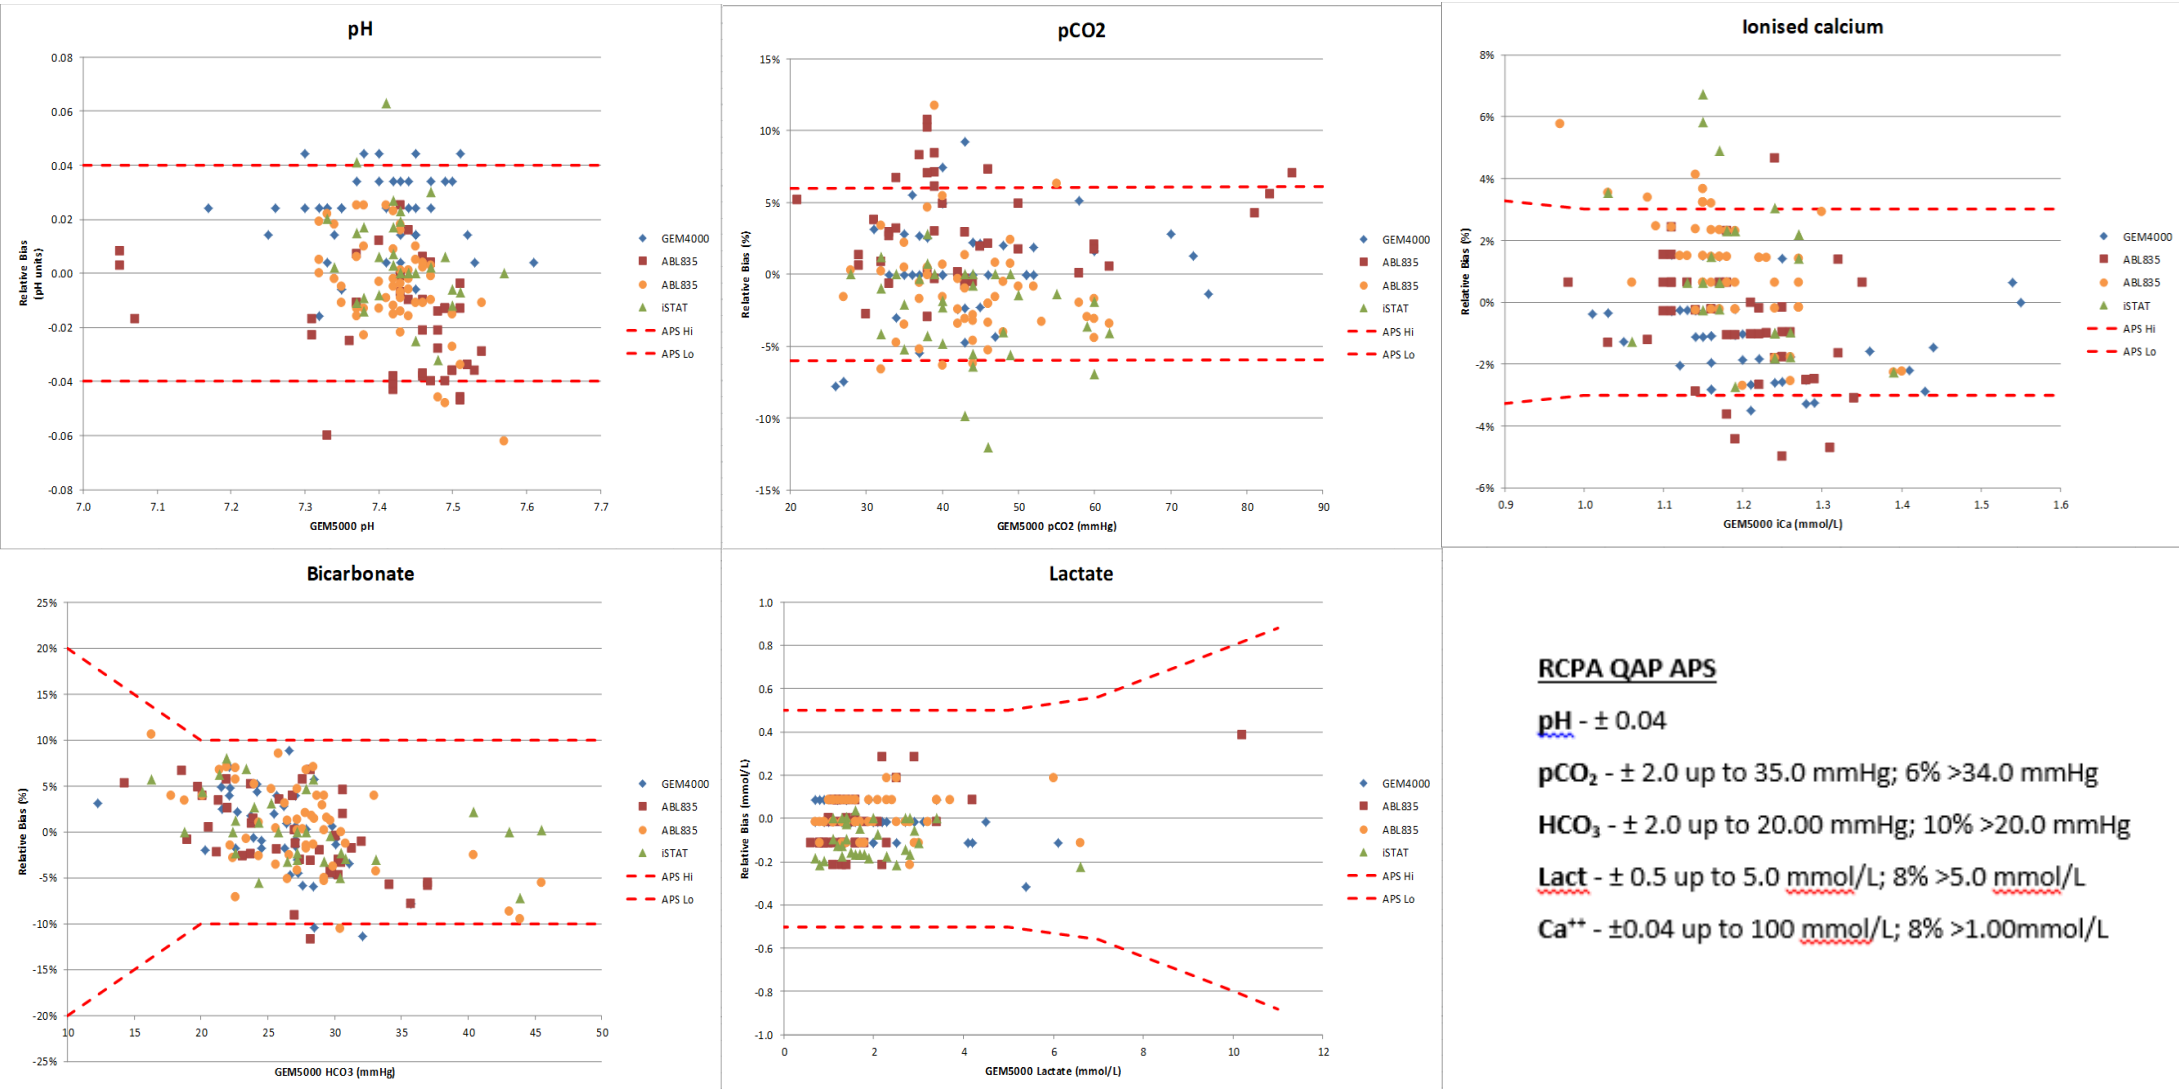 pH
0.08
0.06
0.04
0.02
0.00
-0.02
-0.04
-0.06
-0.08
Relative Bias
(pH units)
7.0 7.1 7.2 7.3 7.4 7.5 7.6 7.7
GEM5000 pH
GEM4000
ABL835
ABL835
iSTAT
APS Hi
APS Lo
pCO2
15%
10%
5%
0%
-5%
-10%
-15%
Relative Bias (%)
20 30 40 50 60 70 80 90
GEM5000 pCO2 (mmHg)
GEM4000
ABL835
ABL835
iSTAT
APS Hi
APS Lo
Ionised calcium
8%
6%
4%
2%
0%
-2%
-4%
-6%
Relative Bias (%)
0.9 1.0 1.1 1.2 1.3 1.4 1.5 1.6
GEM5000 iCa (mmol/L)
GEM4000
ABL835
ABL835
iSTAT
APS Hi
APS Lo
Bicarbonate
25%
20%
15%
10%
5%
0%
-5%
-10%
-15%
-20%
-25%
Relative Bias (%)
10 15 20 25 30 35 40 45 50
GEM5000 HCO3 (mmHg)
GEM4000
ABL835
ABL835
iSTAT
APS Hi
APS Lo
Lactate
1.0
0.8
0.6
0.4
0.2
0.0
-0.2
-0.4
-0.6
-0.8
-1.0
Relative Bias (mmol/L)
0 2 4 6 8 10 12
GEM5000 Lactate (mmol/L)
GEM4000
ABL835
ABL835
iSTAT
APS Hi
APS Lo
RCPA QAP APS
pH - ± 0.04
pCO₂ - ± 2.0 up to 35.0 mmHg; 6% >34.0 mmHg
HCO₃ - ± 2.0 up to 20.00 mmHg; 10% >20.0 mmHg
Lact - ± 0.5 up to 5.0 mmol/L; 8% >5.0 mmol/L
Ca⁺⁺ - ±0.04 up to 100 mmol/L; 8% >1.00mmol/L